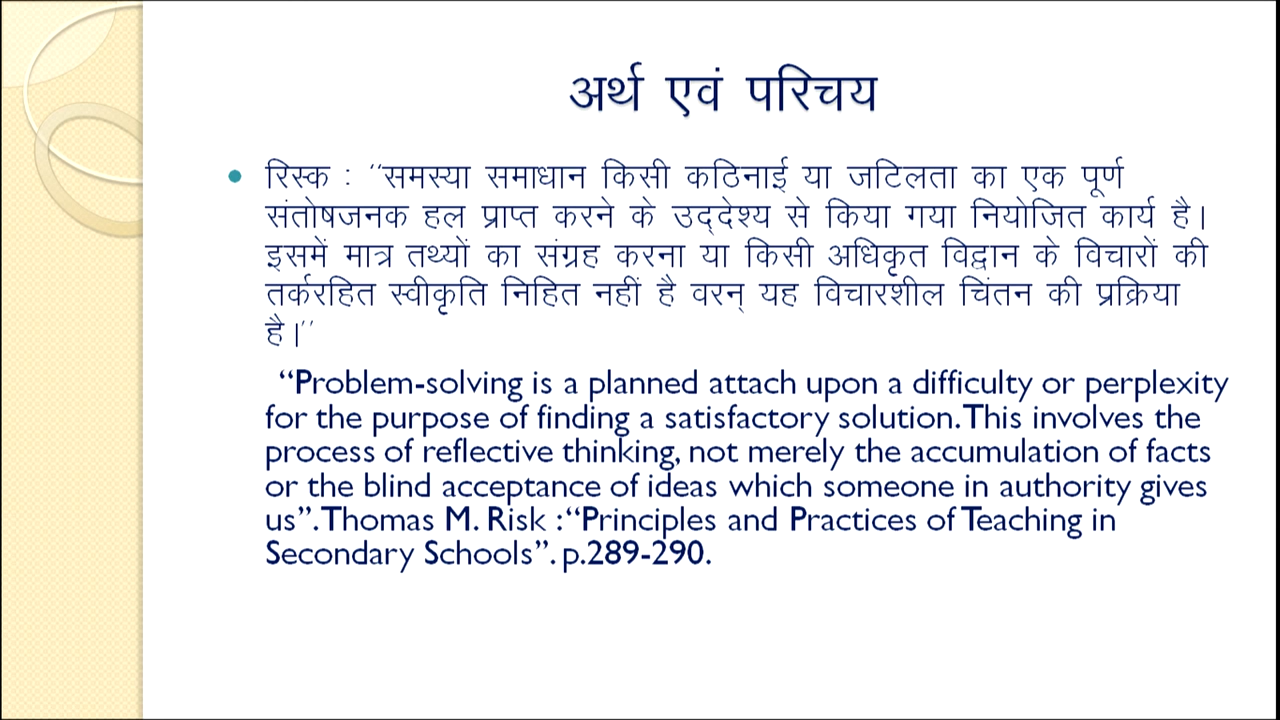 अर्थ एवं परिचय
• रिस्क : ´´समस्या समाधान किसी कठिनाई या जटिलता का एक पूर्ण
संतोषजनक हल प्राप्त करने के उद्देश्य से किया गया नियोजित कार्य है।
इसमें मात्र तथ्यों का संग्रह करना या किसी अधिकृत विद्वान के विचारों की
तर्करहित स्वीकृति निहित नहीं है वरन् यह विचारशील चिंतन की प्रक्रिया
है।´´
“Problem-solving is a planned attach upon a difficulty or perplexity
for the purpose of finding a satisfactory solution. This involves the
process of reflective thinking, not merely the accumulation of facts
or the blind acceptance of ideas which someone in authority gives
us”. Thomas M. Risk :“Principles and Practices of Teaching in
Secondary Schools”. p.289-290.